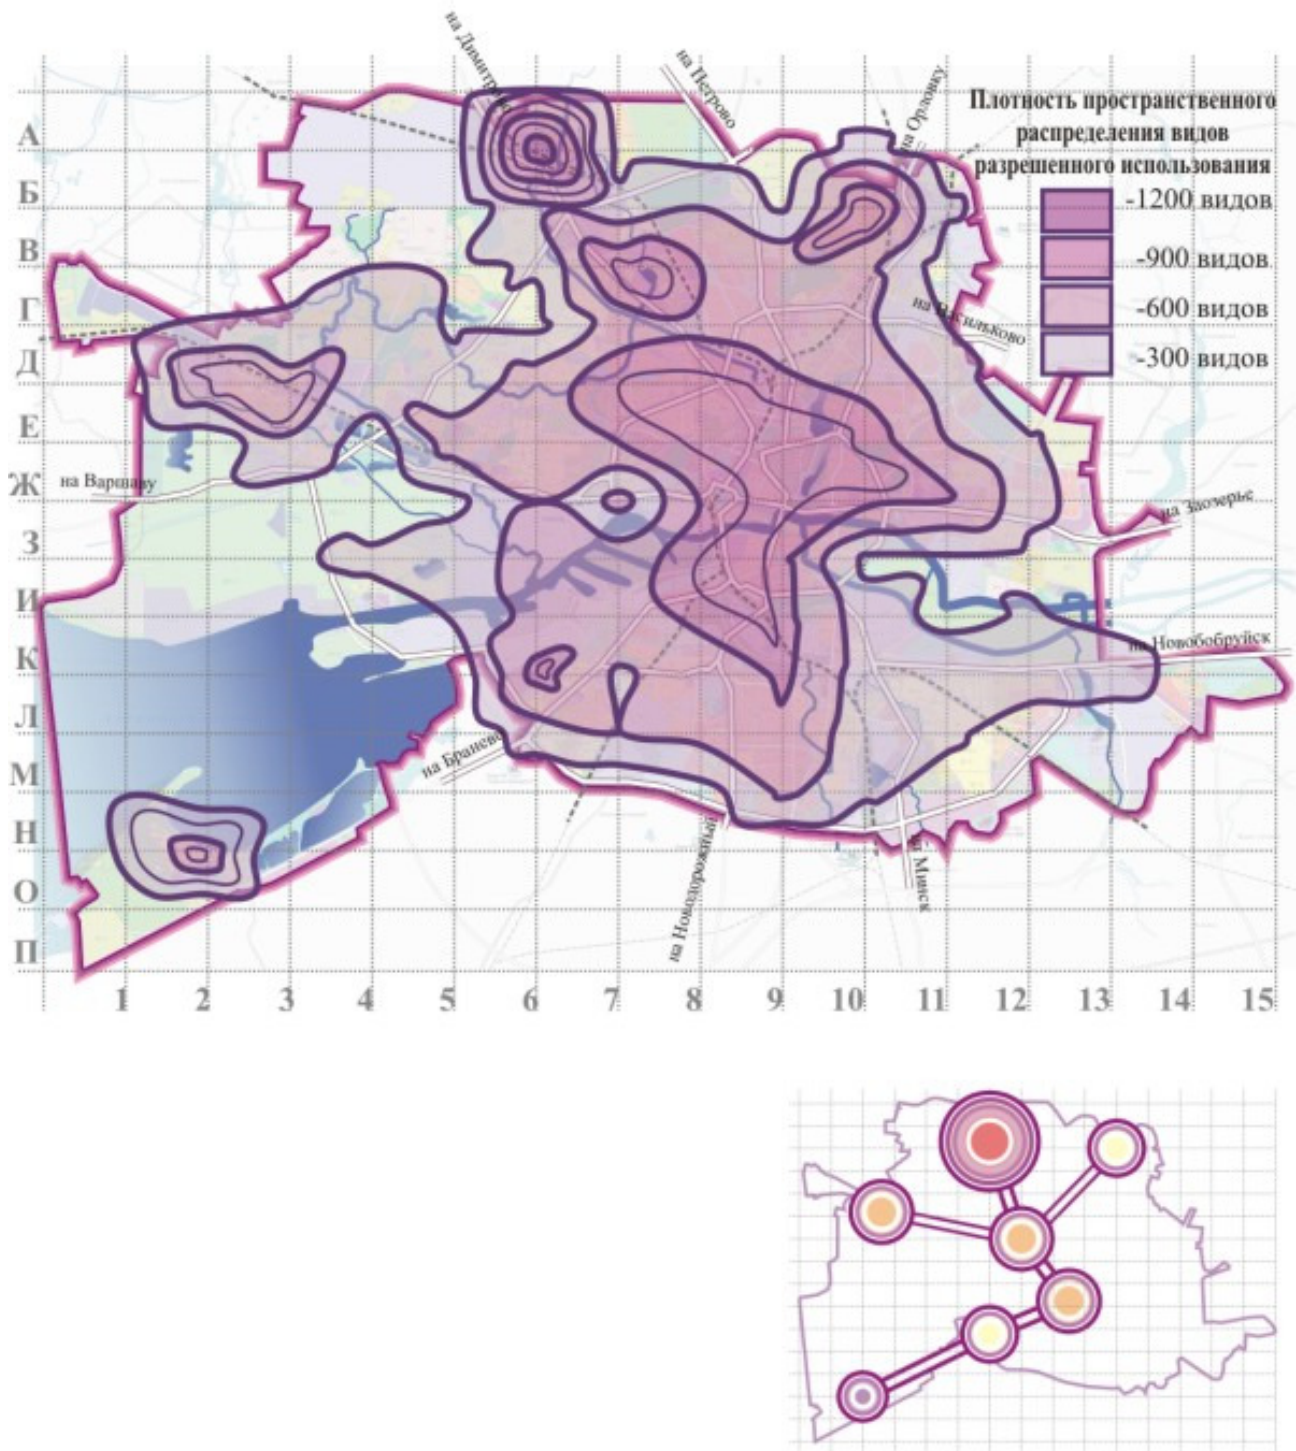 на Димитрово
на Петрово
на Орловку
Плотность пространственного
распределения видов
разрешенного использования
-1200 видов
-900 видов
-600 видов
-300 видов
А
Б
В
Г
Д
Е
Ж
З
И
К
Л
М
Н
О
П
на Васильково
на Варшаву
на Заозерье
на Новобобруйск
на Бранево
на Новодорожный
на Минск
1
2
3
4
5
6
7
8
9
10
11
12
13
14
15